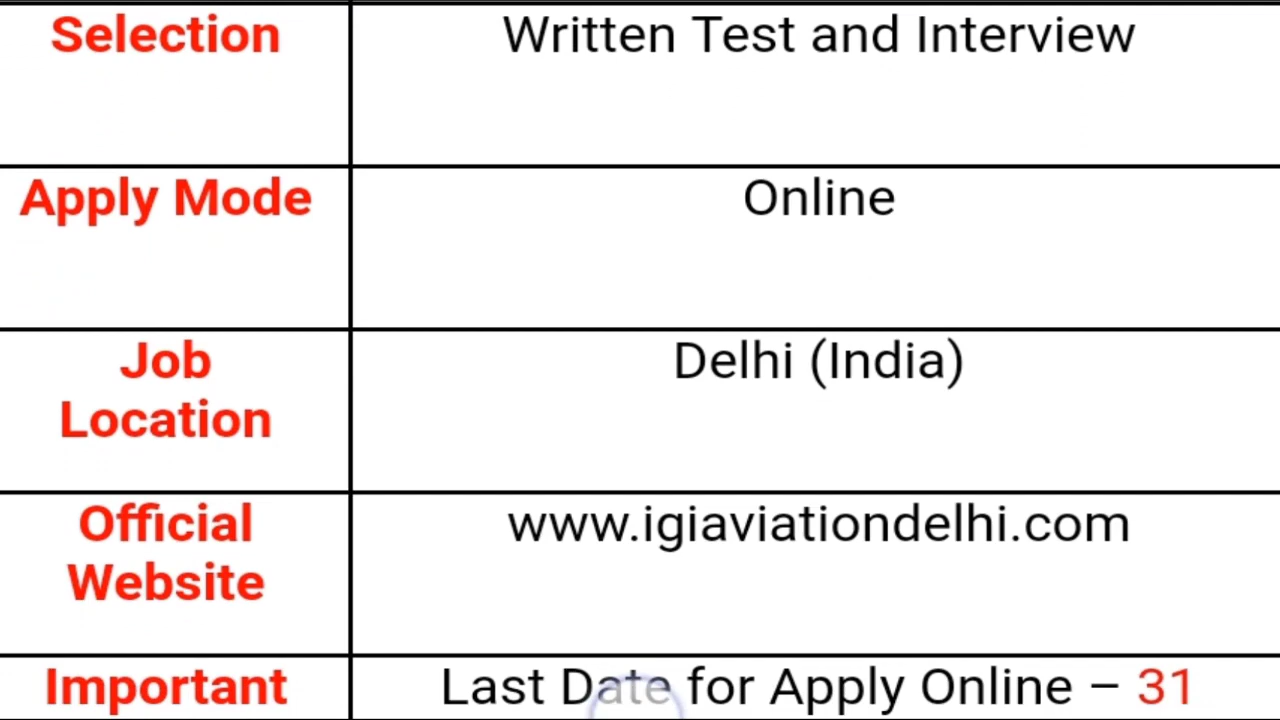 Selection
Written Test and Interview
Apply Mode
Online
Job
Location
Delhi (India)
Official
Website
www.igiaviationdelhi.com
Important
Last Date for Apply Online – 31